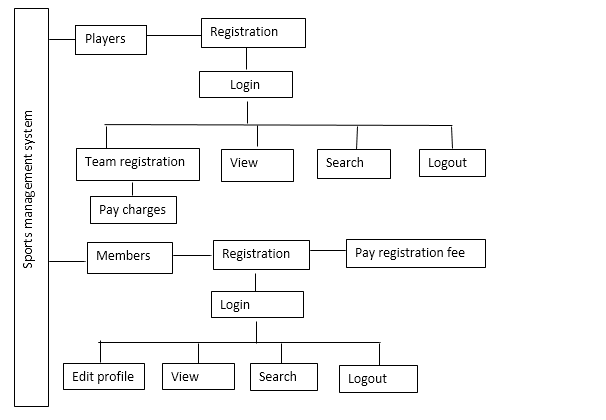 Sports management system
Players
Registration
Login
Team registration
View
Search
Logout
Pay charges
Members
Registration
Pay registration fee
Login
Edit profile
View
Search
Logout